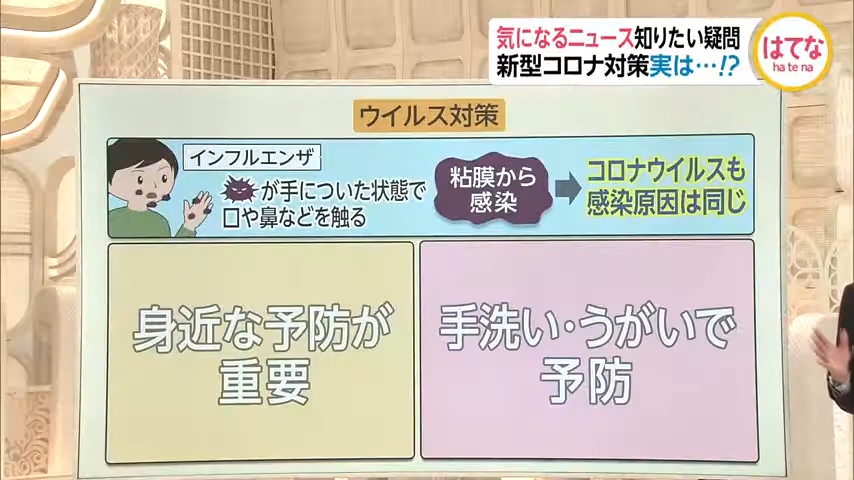 気になるニュース知りたい疑問
新型コロナ対策実は…!?
はてな
ha te na
ウイルス対策
インフルエンザ
が手についた状態で
口や鼻などを触る
粘膜から
感染
コロナウイルスも
感染原因は同じ
身近な予防が
重要
手洗い・うがいで
予防